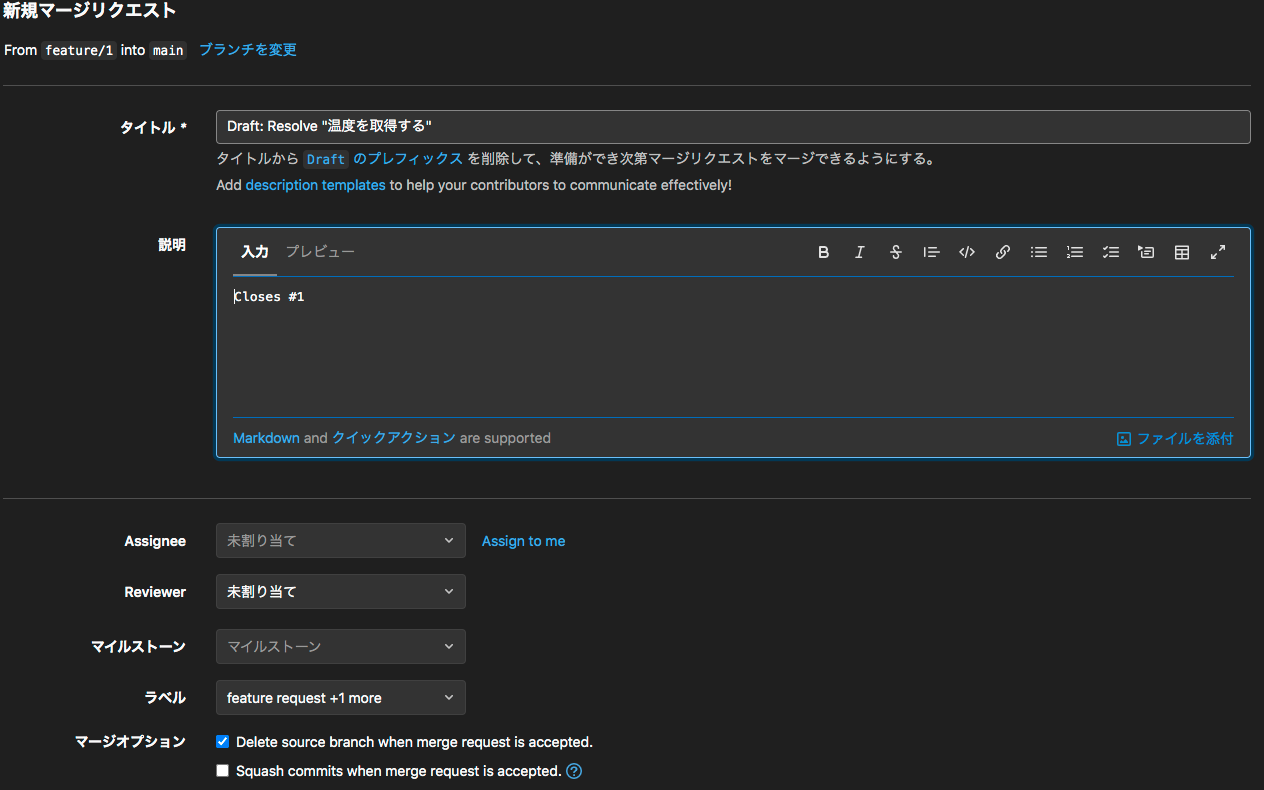 新規マージリクエスト
From feature/1 into main ブランチを変更
タイトル *
Draft: Resolve "温度を取得する"
タイトルから Draft のプレフィックス を削除して、準備ができ次第マージリクエストをマージできるようにする。
Add description templates to help your contributors to communicate effectively!
説明
入力 プレビュー
Closes #1
Markdown and クイックアクション are supported
ファイルを添付
Assignee 未割り当て Assign to me
Reviewer 未割り当て
マイルストーン マイルストーン
ラベル feature request +1 more
マージオプション Delete source branch when merge request is accepted.
Squash commits when merge request is accepted.